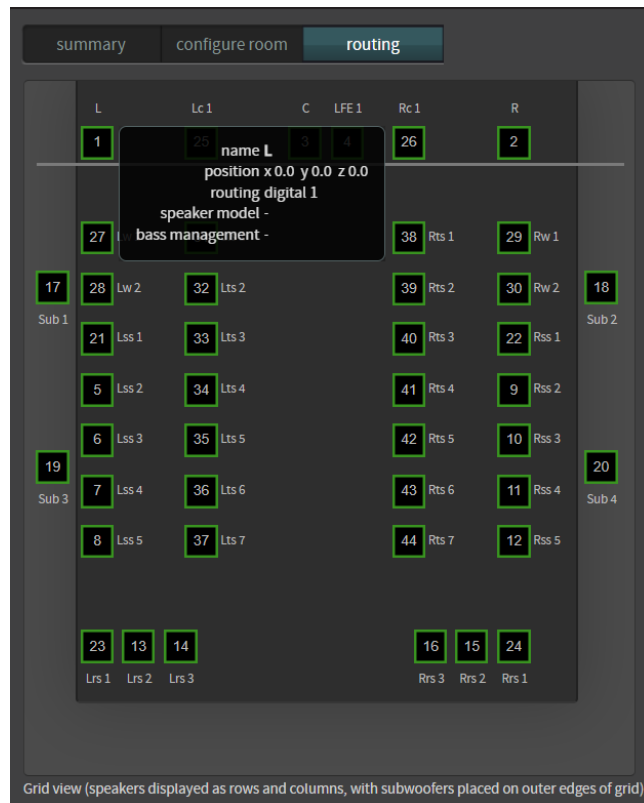 summary configure room routing
L Lc 1 C LFE 1 Rc 1 R
1 25 3 4 26 2
name L
position x 0.0 y 0.0 z 0.0
routing digital 1
speaker model -
bass management -
27 38 Rts 1 29 Rw 1
17 28 Lw 2 32 Lts 2 39 Rts 2 30 Rw 2 18
Sub 1 Sub 2
21 Lss 1 33 Lts 3 40 Rts 3 22 Rss 1
5 Lss 2 34 Lts 4 41 Rts 4 9 Rss 2
6 Lss 3 35 Lts 5 42 Rts 5 10 Rss 3
19 20
Sub 3 Sub 4
7 Lss 4 36 Lts 6 43 Rts 6 11 Rss 4
8 Lss 5 37 Lts 7 44 Rts 7 12 Rss 5
23 13 14 16 15 24
Lrs 1 Lrs 2 Lrs 3 Rrs 3 Rrs 2 Rrs 1
Grid view (speakers displayed as rows and columns, with subwoofers placed on outer edges of grid)